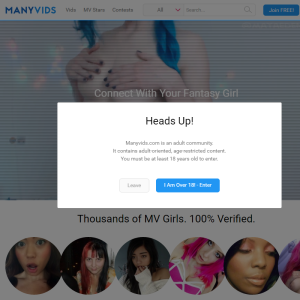 MANYVIDS
Vids MV Stars Contests All Search Join FREE!
Connect With Your Fantasy Girl
Heads Up!
Manyvids.com is an adult community.
It contains adult oriented, age-restricted content.
You must be at least 18 years old to enter.
Leave I Am Over 18! - Enter
Thousands of MV Girls. 100% Verified.